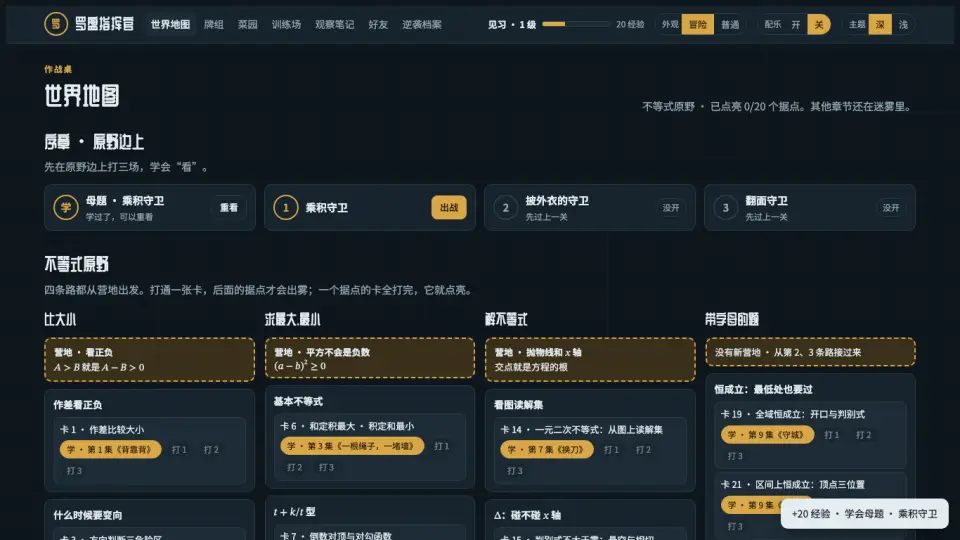 罗 罗盘指挥官 世界地图 牌组 菜园 训练场 观察笔记 好友 逆袭档案 见习 · 1 级 20 经验 外观 冒险 普通 配乐 开 关 主题 深 浅
作战桌
世界地图
不等式原野 · 已点亮 0/20 个据点。其他章节还在迷雾里。
序章 · 原野边上
先在原野边上打三场，学会“看”。
学 母题 · 乘积守卫 学过了，可以重看 重看
1 乘积守卫 出战
2 披外衣的守卫 先过上一关 没开
3 翻面守卫 先过上一关 没开
不等式原野
四条路都从营地出发。打通一张卡，后面的据点才会出雾；一个据点的卡全打完，它就点亮。
比大小
营地 · 看正负
A > B 就是 A − B > 0
作差看正负
卡 1 · 作差比较大小
学 · 第 1 集《背靠背》 打 1 打 2
打 3
什么时候要变向
求最大、最小
营地 · 平方不会是负数
(a − b)² ≥ 0
基本不等式
卡 6 · 和定积最大 · 积定和最小
学 · 第 3 集《一根绳子，一堵墙》 打 1
打 2 打 3
t + k/t 型
卡 7 · 倒数对顶与对勾函数
解不等式
营地 · 抛物线和 x 轴
交点就是方程的根
看图读解集
卡 14 · 一元二次不等式：从图上读解集
学 · 第 7 集《换刀》 打 1 打 2
打 3
Δ：碰不碰 x 轴
带字母的题
没有新营地 · 从第 2、3 条路接过来
恒成立：最低处也要过
卡 19 · 全域恒成立：开口与判别式
学 · 第 9 集《守城》 打 1 打 2
打 3
卡 21 · 区间上恒成立：顶点三位置
学 · 第 9 集
打 3
+20 经验 · 学会母题 · 乘积守卫